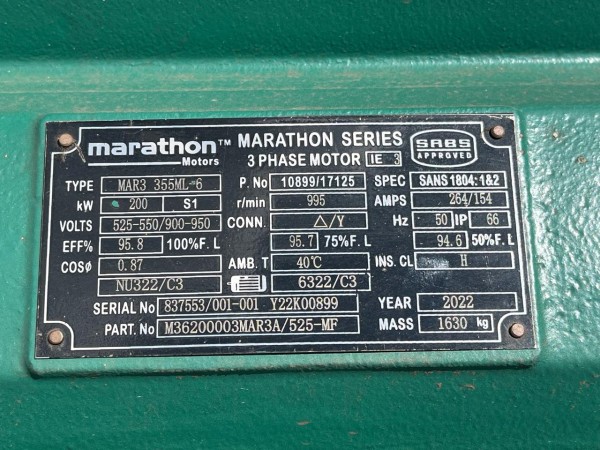 marathon™ Motors MARATHON SERIES SABS
3 PHASE MOTOR IE 3 APPROVED
TYPE MAR3 355ML-6 P. No 10899/17125 SPEC SANS 1804: 1&2
kW 200 S1 r/min 995 AMPS 264/154
VOLTS 525-550/900-950 CONN. △/Y Hz 50 IP 66
EFF% 95.8 100%F. L 95.7 75%F. L 94.6 50%F. L
COSø 0.87 AMB. T 40℃ INS. CL H
NU322/C3 6322/C3
SERIAL No 837553/001-001 Y22K00899 YEAR 2022
PART. No M36200003MAR3A/525-MF MASS 1630 kg